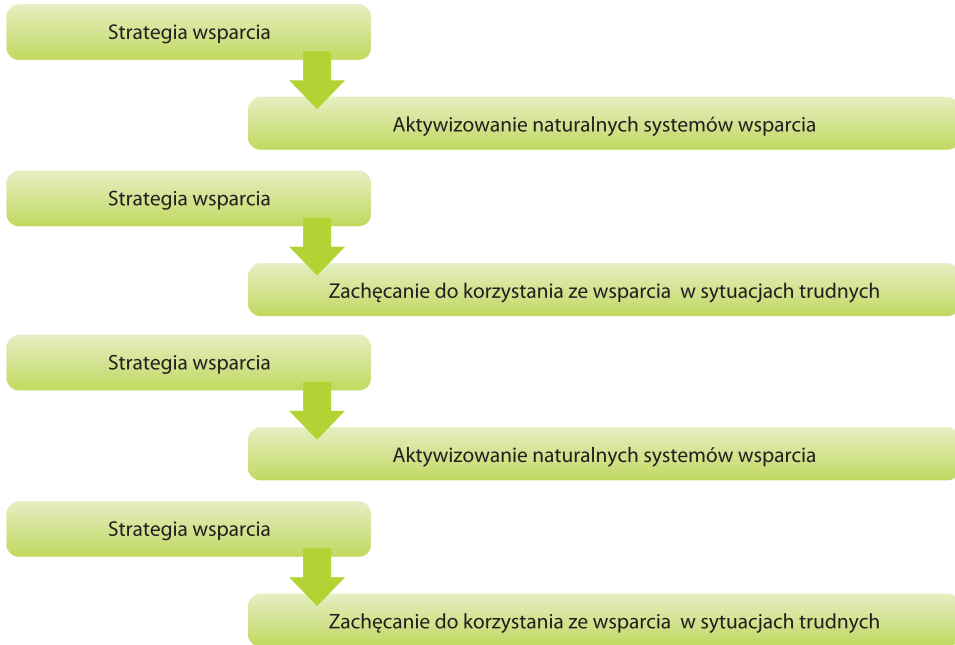 Strategia wsparcia
Aktywizowanie naturalnych systemów wsparcia
Strategia wsparcia
Zachęcanie do korzystania ze wsparcia w sytuacjach trudnych
Strategia wsparcia
Aktywizowanie naturalnych systemów wsparcia
Strategia wsparcia
Zachęcanie do korzystania ze wsparcia w sytuacjach trudnych